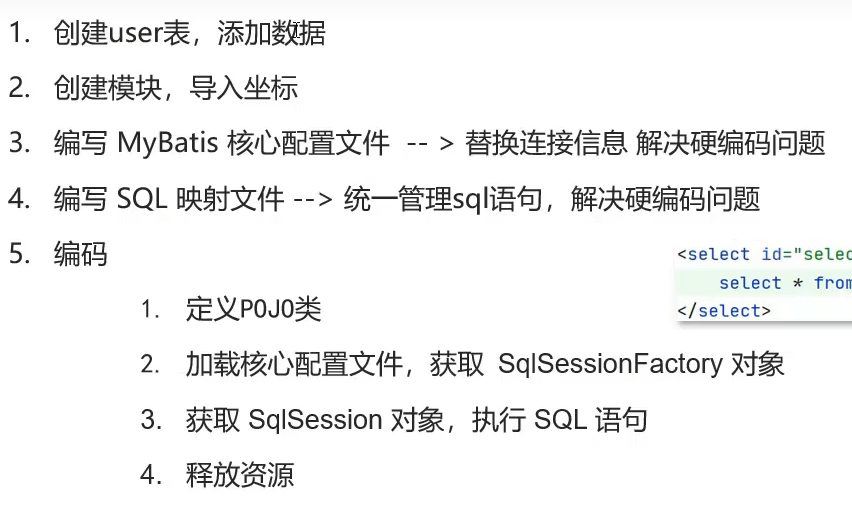 1. 创建user表，添加数据
2. 创建模块，导入坐标
3. 编写 MyBatis 核心配置文件 -- > 替换连接信息 解决硬编码问题
4. 编写 SQL 映射文件 --> 统一管理sql语句，解决硬编码问题
5. 编码
<select id="selec
select * from
</select>
1. 定义POJO类
2. 加载核心配置文件，获取 SqlSessionFactory 对象
3. 获取 SqlSession 对象，执行 SQL 语句
4. 释放资源